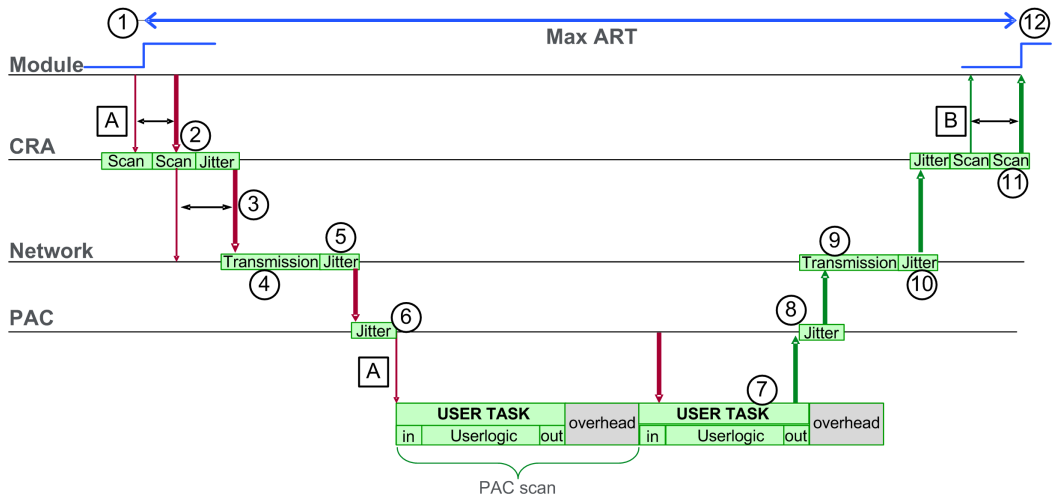 1
12
Max ART
Module
A
B
2
CRA
Scan Scan Jitter
Jitter Scan Scan
11
3
5
9
Network
Transmission Jitter
Transmission Jitter
4
10
6
8
PAC
Jitter
Jitter
A
7
USER TASK
overhead
USER TASK
overhead
in Userlogic out
in Userlogic out
PAC scan